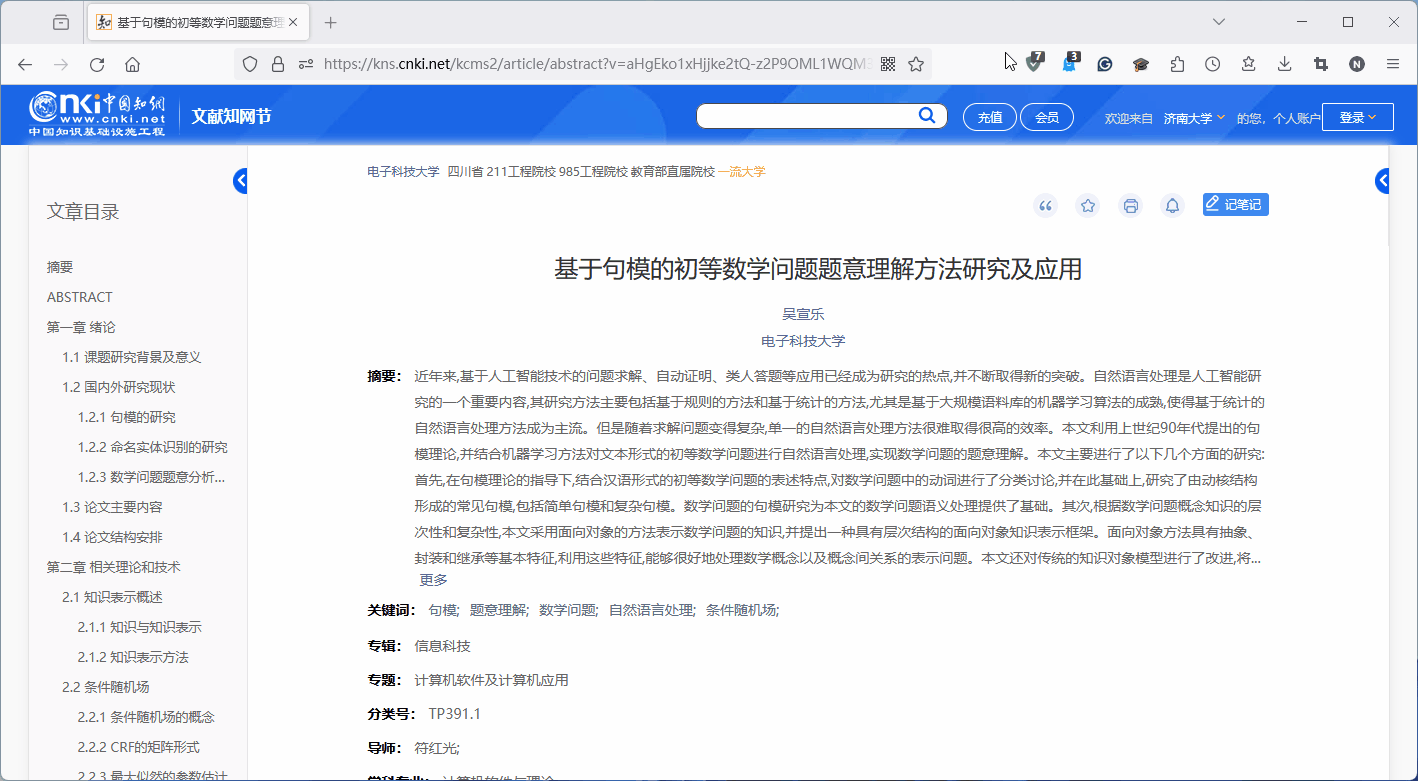 基于句模的初等数学问题题意理
https://kns.cnki.net/kcms2/article/abstract?v=aHgEko1xHjjke2tQ-z2P9OML1WQM
7
3
N
cnki中国知网
www.cnki.net
中国知识基础设施工程
文献知网节
充值
会员
欢迎来自 济南大学 的您，个人账户
登录
文章目录
摘要
ABSTRACT
第一章 绪论
1.1 课题研究背景及意义
1.2 国内外研究现状
1.2.1 句模的研究
1.2.2 命名实体识别的研究
1.2.3 数学问题题意分析...
1.3 论文主要内容
1.4 论文结构安排
第二章 相关理论和技术
2.1 知识表示概述
2.1.1 知识与知识表示
2.1.2 知识表示方法
2.2 条件随机场
2.2.1 条件随机场的概念
2.2.2 CRF的矩阵形式
2.2.3 最大似然的参数估计
电子科技大学 四川省 211工程院校 985工程院校 教育部直属院校 一流大学
记笔记
基于句模的初等数学问题题意理解方法研究及应用
吴宣乐
电子科技大学
摘要： 近年来,基于人工智能技术的问题求解、自动证明、类人答题等应用已经成为研究的热点,并不断取得新的突破。自然语言处理是人工智能研
究的一个重要内容,其研究方法主要包括基于规则的方法和基于统计的方法,尤其是基于大规模语料库的机器学习算法的成熟,使得基于统计的
自然语言处理方法成为主流。但是随着求解问题变得复杂,单一的自然语言处理方法很难取得很高的效率。本文利用上世纪90年代提出的句
模理论,并结合机器学习方法对文本形式的初等数学问题进行自然语言处理,实现数学问题的题意理解。本文主要进行了以下几个方面的研究:
首先,在句模理论的指导下,结合汉语形式的初等数学问题的表述特点,对数学问题中的动词进行了分类讨论,并在此基础上,研究了由动核结构
形成的常见句模,包括简单句模和复杂句模。数学问题的句模研究为本文的数学问题语义处理提供了基础。其次,根据数学问题概念知识的层
次性和复杂性,本文采用面向对象的方法表示数学问题的知识,并提出一种具有层次结构的面向对象知识表示框架。面向对象方法具有抽象、
封装和继承等基本特征,利用这些特征,能够很好地处理数学概念以及概念间关系的表示问题。本文还对传统的知识对象模型进行了改进,将...
更多
关键词： 句模; 题意理解; 数学问题; 自然语言处理; 条件随机场;
专辑： 信息科技
专题： 计算机软件及计算机应用
分类号： TP391.1
导师： 符红光;
学科专业： 计算机软件与理论